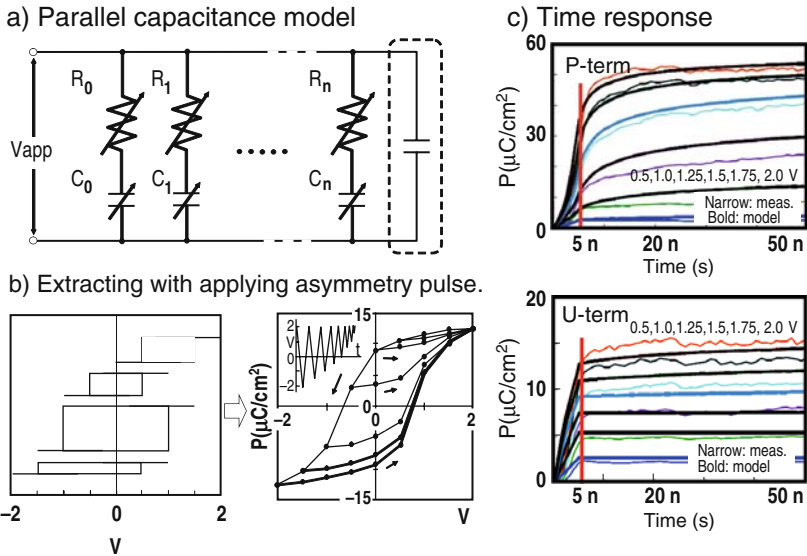 a) Parallel capacitance model
R0 R1 Rn
Vapp
C0 C1 Cn
b) Extracting with applying asymmetry pulse.
−2 0 2
V
15
2
V
0
−2
P(μC/cm²)
−2 0 2
−15
V
c) Time response
60
P-term
P(μC/cm²)
30
0.5,1.0,1.25,1.5,1.75, 2.0 V
Narrow: meas.
Bold: model
0
5 n 20 n 50 n
Time (s)
20
U-term
0.5,1.0,1.25,1.5,1.75, 2.0 V
15
P(μC/cm²)
10
5
Narrow: meas.
Bold: model
0
5 n 20 n 50 n
Time (s)